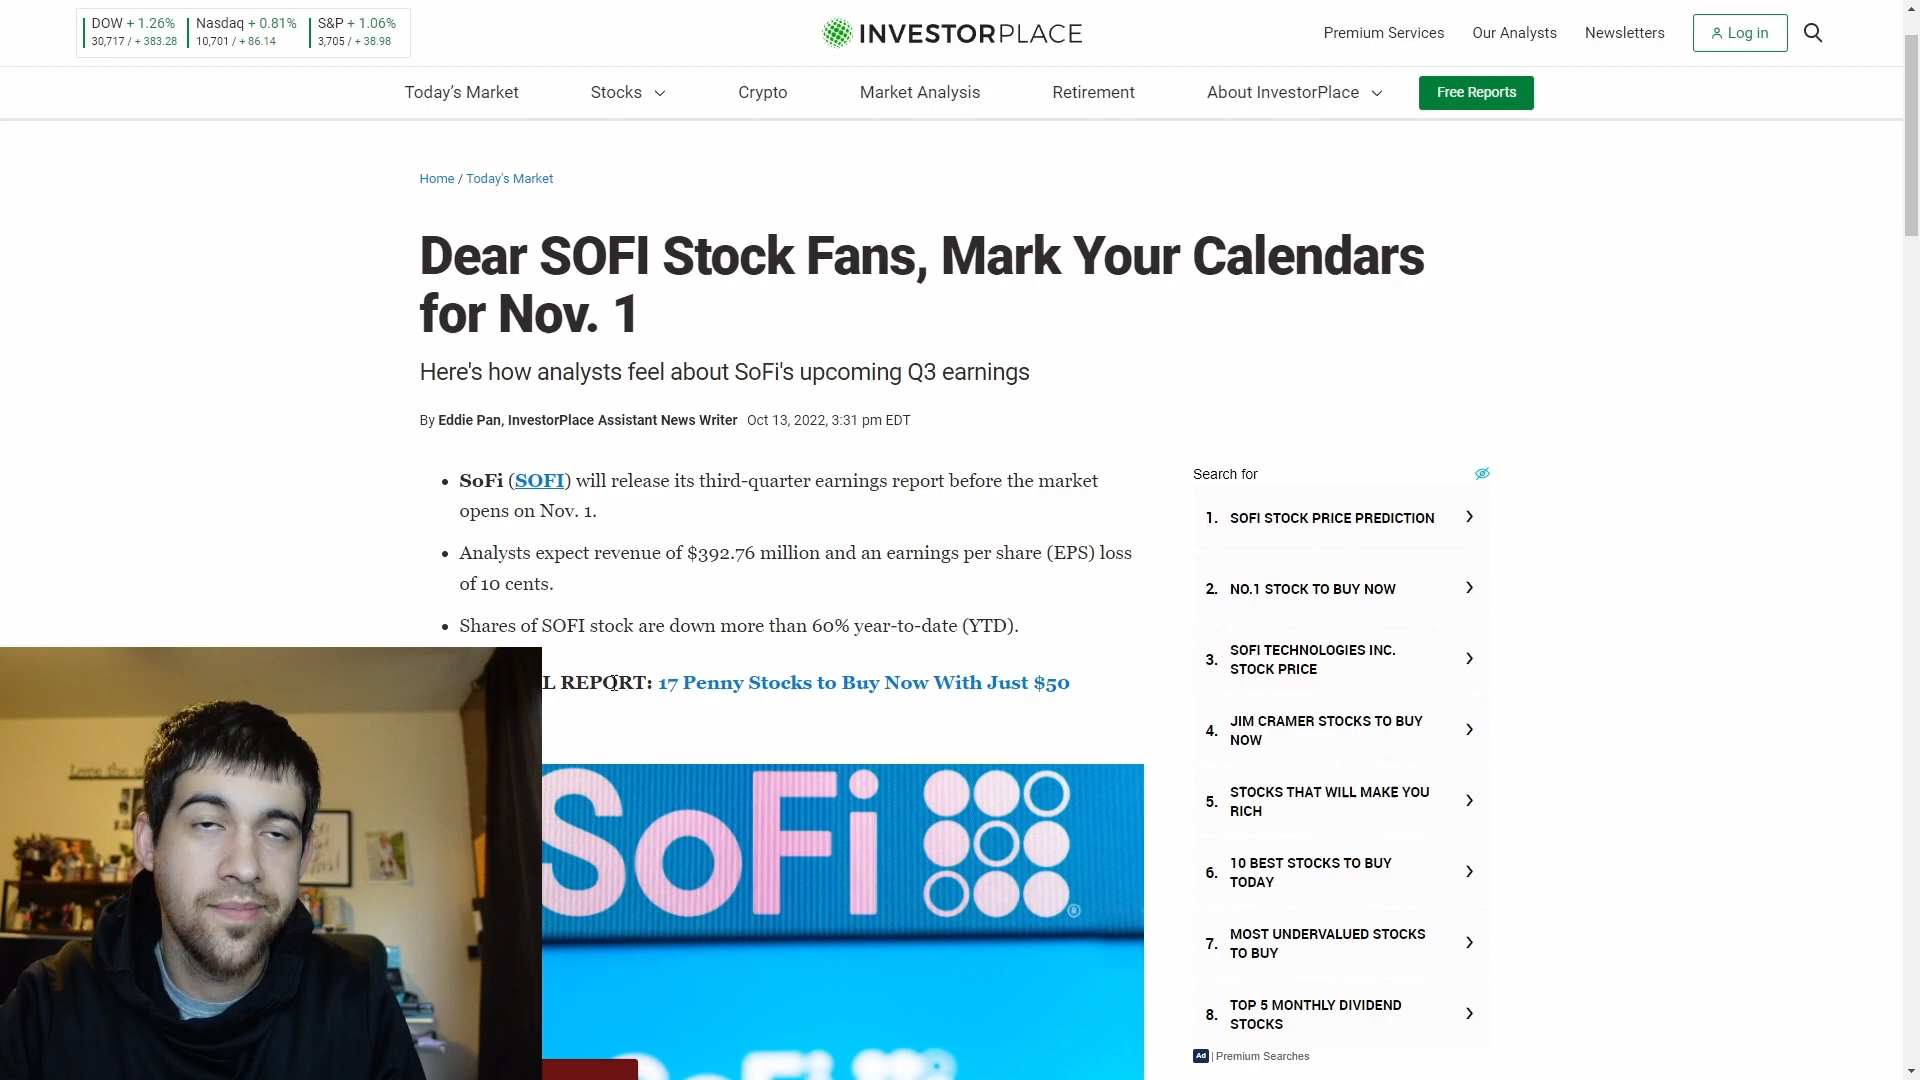 DOW + 1.26%
30,717 / + 383.28
Nasdaq + 0.81%
10,701 / + 86.14
S&P + 1.06%
3,705 / + 38.98
INVESTORPLACE
Premium Services
Our Analysts
Newsletters
Log in
Today's Market
Stocks
Crypto
Market Analysis
Retirement
About InvestorPlace
Free Reports
Home / Today's Market
Dear SOFI Stock Fans, Mark Your Calendars
for Nov. 1
Here's how analysts feel about SoFi's upcoming Q3 earnings
By Eddie Pan, InvestorPlace Assistant News Writer Oct 13, 2022, 3:31 pm EDT
• SoFi (SOFI) will release its third-quarter earnings report before the market
opens on Nov. 1.
• Analysts expect revenue of $392.76 million and an earnings per share (EPS) loss
of 10 cents.
• Shares of SOFI stock are down more than 60% year-to-date (YTD).
L REPORT: 17 Penny Stocks to Buy Now With Just $50
SoFi
SoFi
Search for
1. SOFI STOCK PRICE PREDICTION
2. NO.1 STOCK TO BUY NOW
3. SOFI TECHNOLOGIES INC.
STOCK PRICE
4. JIM CRAMER STOCKS TO BUY
NOW
5. STOCKS THAT WILL MAKE YOU
RICH
6. 10 BEST STOCKS TO BUY
TODAY
7. MOST UNDERVALUED STOCKS
TO BUY
8. TOP 5 MONTHLY DIVIDEND
STOCKS
Ad | Premium Searches